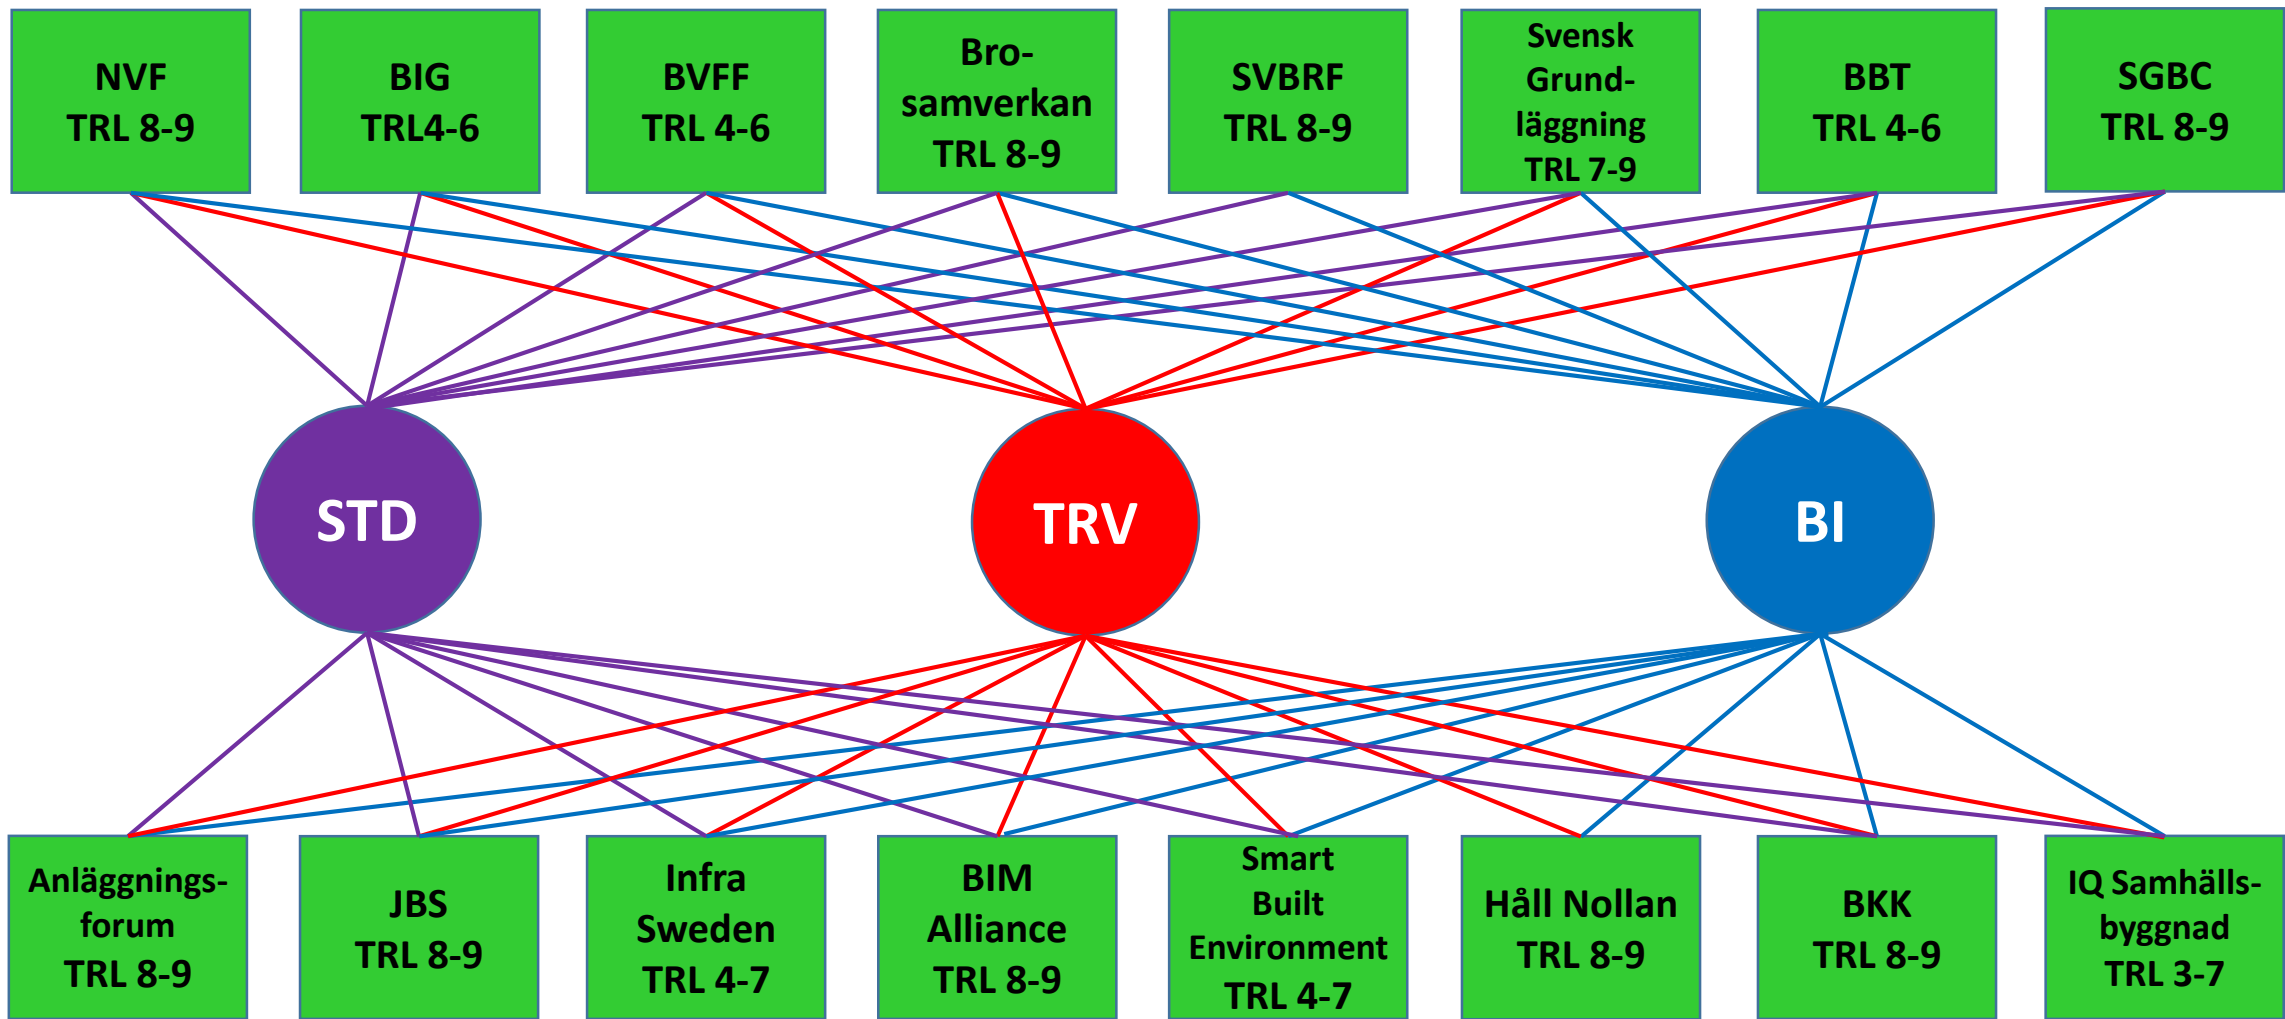 NVF
TRL 8-9
BIG
TRL4-6
BVFF
TRL 4-6
Bro-
samverkan
TRL 8-9
SVBRF
TRL 8-9
Svensk
Grund-
läggning
TRL 7-9
BBT
TRL 4-6
SGBC
TRL 8-9
STD
TRV
BI
Anläggnings-
forum
TRL 8-9
JBS
TRL 8-9
Infra
Sweden
TRL 4-7
BIM
Alliance
TRL 8-9
Smart
Built
Environment
TRL 4-7
Håll Nollan
TRL 8-9
BKK
TRL 8-9
IQ Samhälls-
byggnad
TRL 3-7